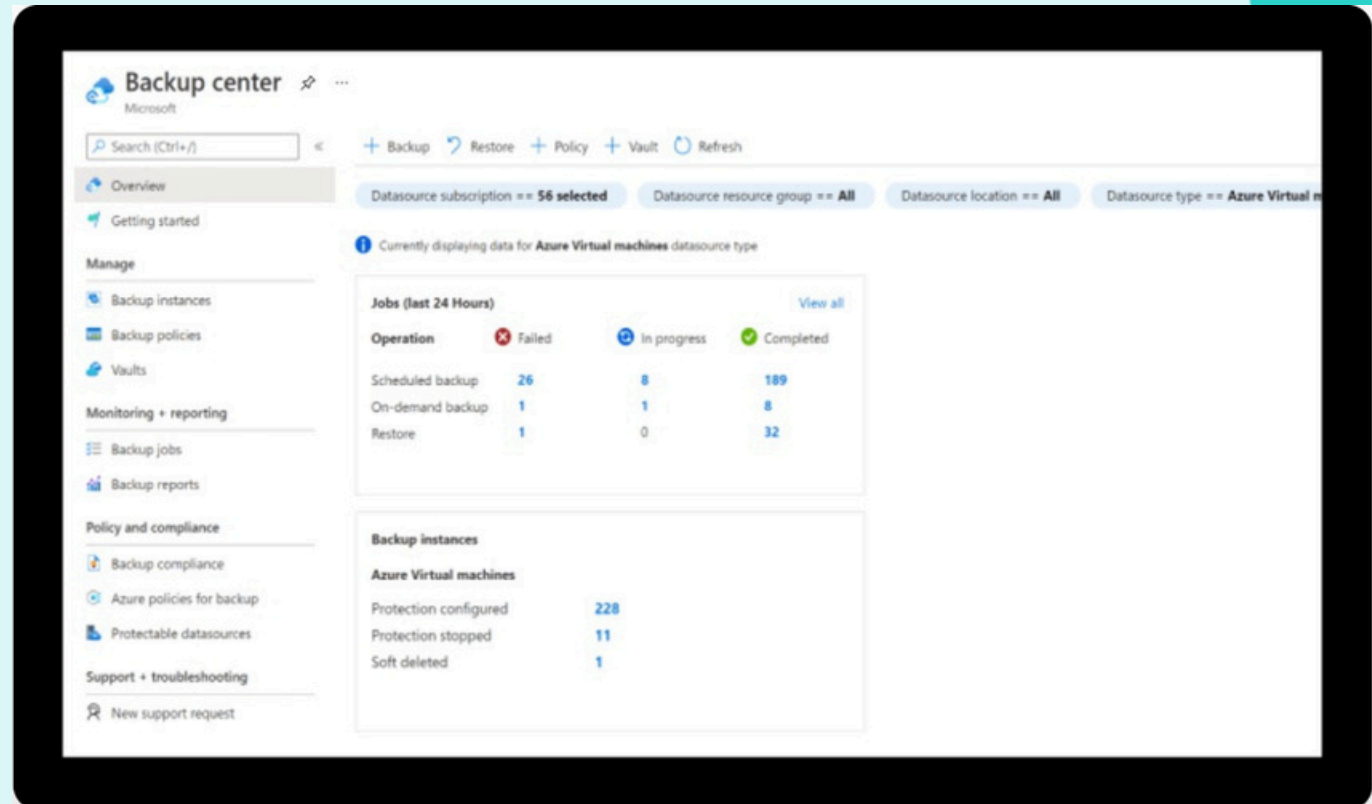 Backup center
Microsoft
Search (Ctrl+/)
Overview
Getting started
Manage
Backup instances
Backup policies
Vaults
Monitoring + reporting
Backup jobs
Backup reports
Policy and compliance
Backup compliance
Azure policies for backup
Protectable datasources
Support + troubleshooting
New support request
Backup Restore Policy Vault Refresh
Datasource subscription == 56 selected Datasource resource group == All Datasource location == All Datasource type == Azure Virtual m
Currently displaying data for Azure Virtual machines datasource type
Jobs (last 24 Hours) View all
Operation Failed In progress Completed
Scheduled backup 26 8 189
On-demand backup 1 1 8
Restore 1 0 32
Backup instances
Azure Virtual machines
Protection configured 228
Protection stopped 11
Soft deleted 1